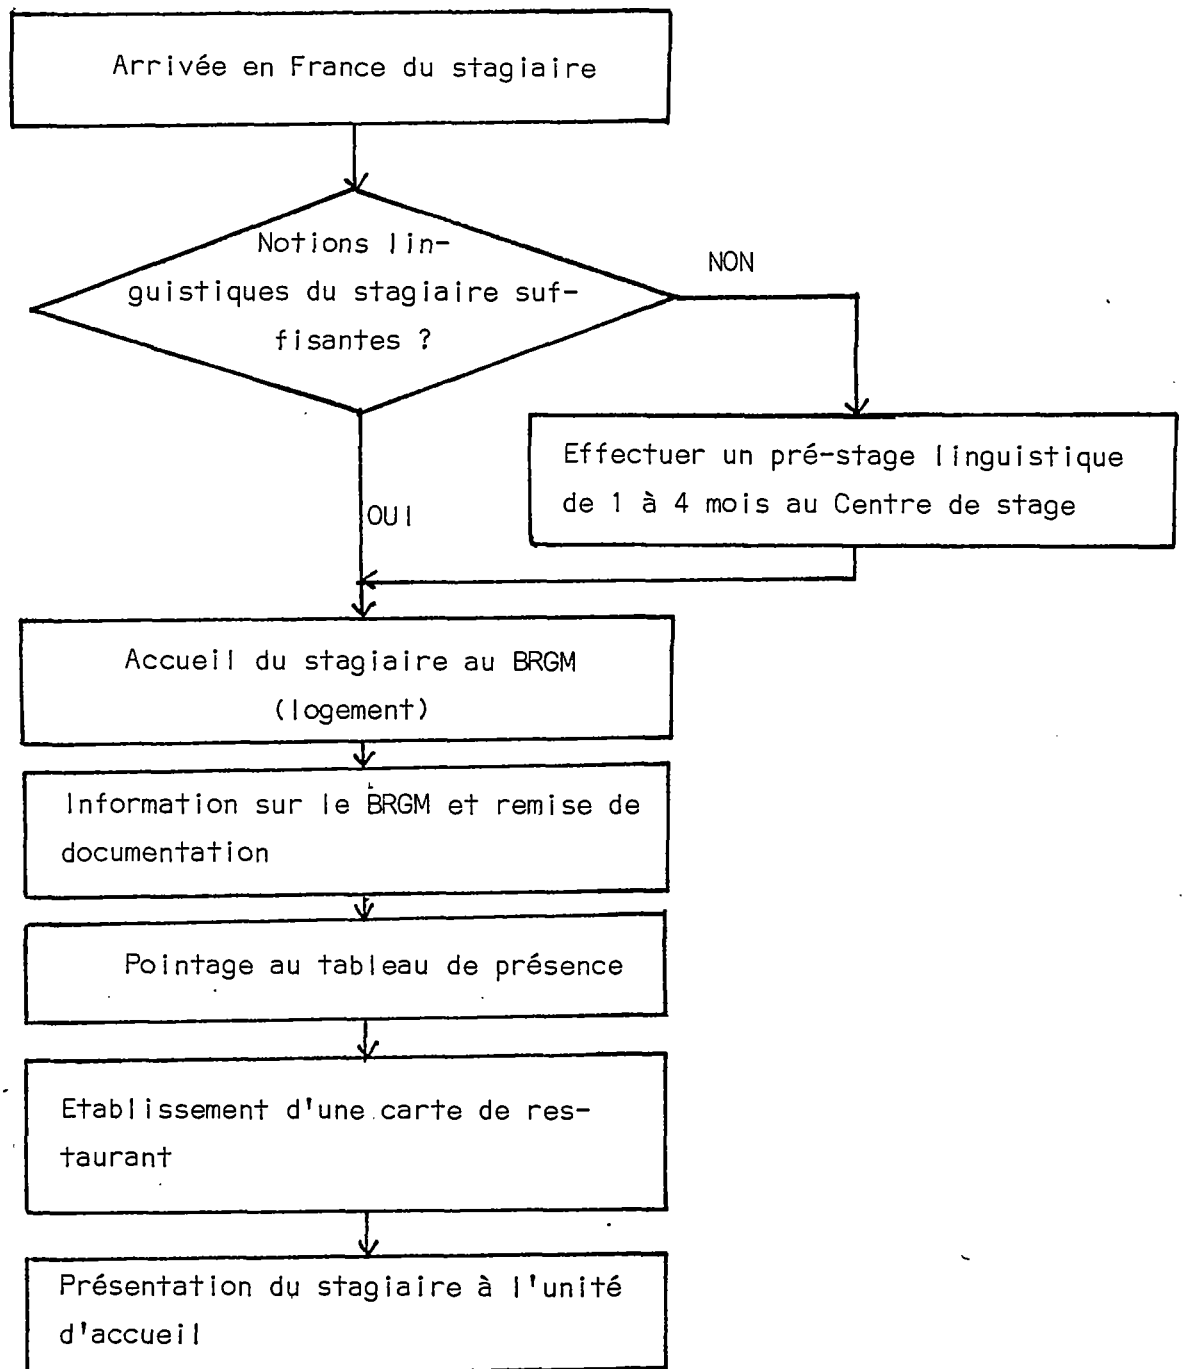 Arrivée en France du stagiaire
Notions lin-
guistiques du stagiaire suf-
fisantes ?
NON
Effectuer un pré-stage linguistique
de 1 à 4 mois au Centre de stage
OUI
Accueil du stagiaire au BRGM
(logement)
Information sur le BRGM et remise de
documentation
Pointage au tableau de présence
Etablissement d'une carte de res-
taurant
Présentation du stagiaire à l'unité
d'accueil